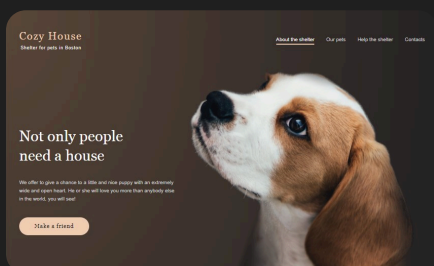 Cozy House
Shelter for pets in Boston
About the shelter
Our pets
Help the shelter
Contacts
Not only people
need a house
We offer to give a chance to a little and nice puppy with an extremely
wide and open heart. He or she will love you more than anybody else
in the world, you will see!
Make a friend